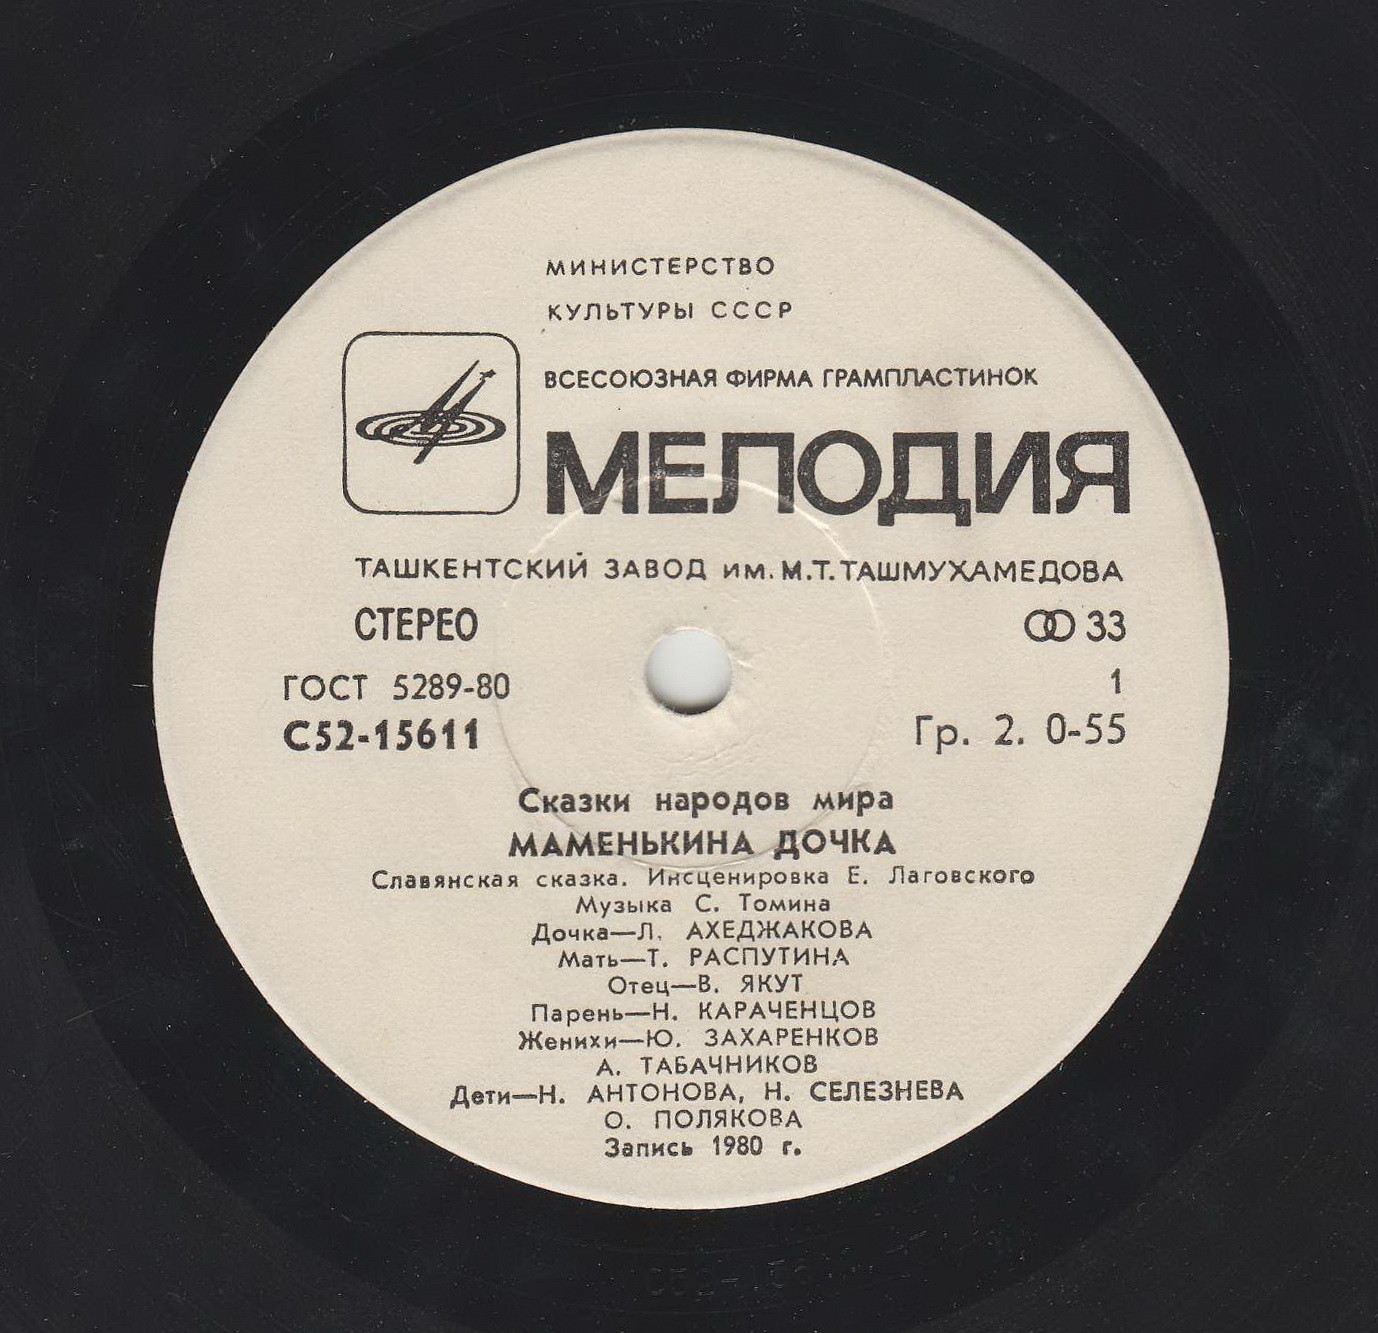 МИНИСТЕРСТВО
КУЛЬТУРЫ СССР
ВСЕСОЮЗНАЯ ФИРМА ГРАМПЛАСТИНОК
МЕЛОДИЯ
ТАШКЕНТСКИЙ ЗАВОД им. М.Т. ТАШМУХАМЕДОВА
СТЕРЕО 33
ГОСТ 5289-80 1
С52-15611 Гр. 2. 0-55
Сказки народов мира
МАМЕНЬКИНА ДОЧКА
Славянская сказка. Инсценировка Е. Лаговского
Музыка С. Томина
Дочка—Л. АХЕДЖАКОВА
Мать—Т. РАСПУТИНА
Отец—В. ЯКУТ
Парень—Н. КАРАЧЕНЦОВ
Женихи—Ю. ЗАХАРЕНКОВ
А. ТАБАЧНИКОВ
Дети—Н. АНТОНОВА, Н. СЕЛЕЗНЕВА
О. ПОЛЯКОВА
Запись 1980 г.